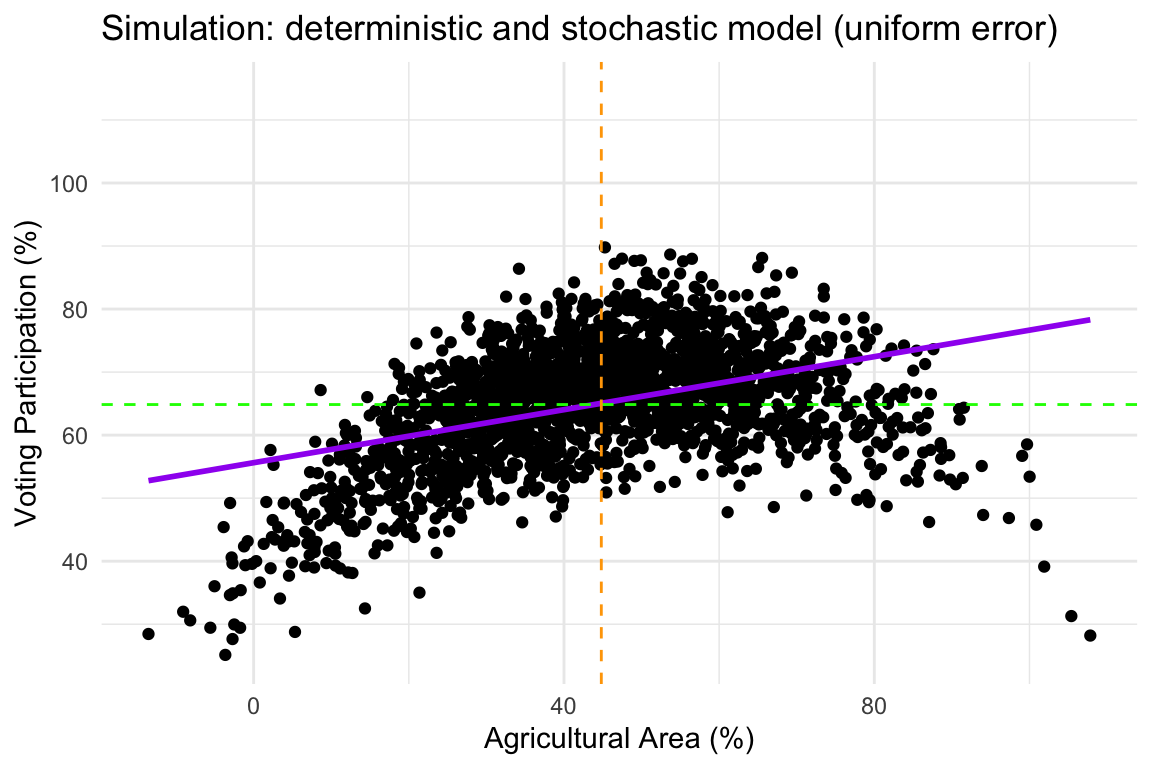 Simulation: deterministic and stochastic model (uniform error)
Voting Participation (%)
100
80
60
40
0 40 80
Agricultural Area (%)